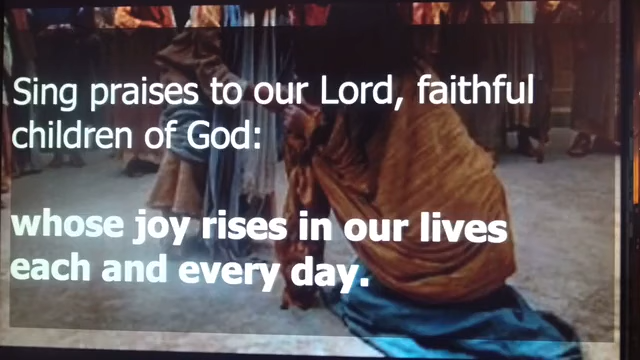 Sing praises to our Lord, faithful
children of God:
whose joy rises in our lives
each and every day.